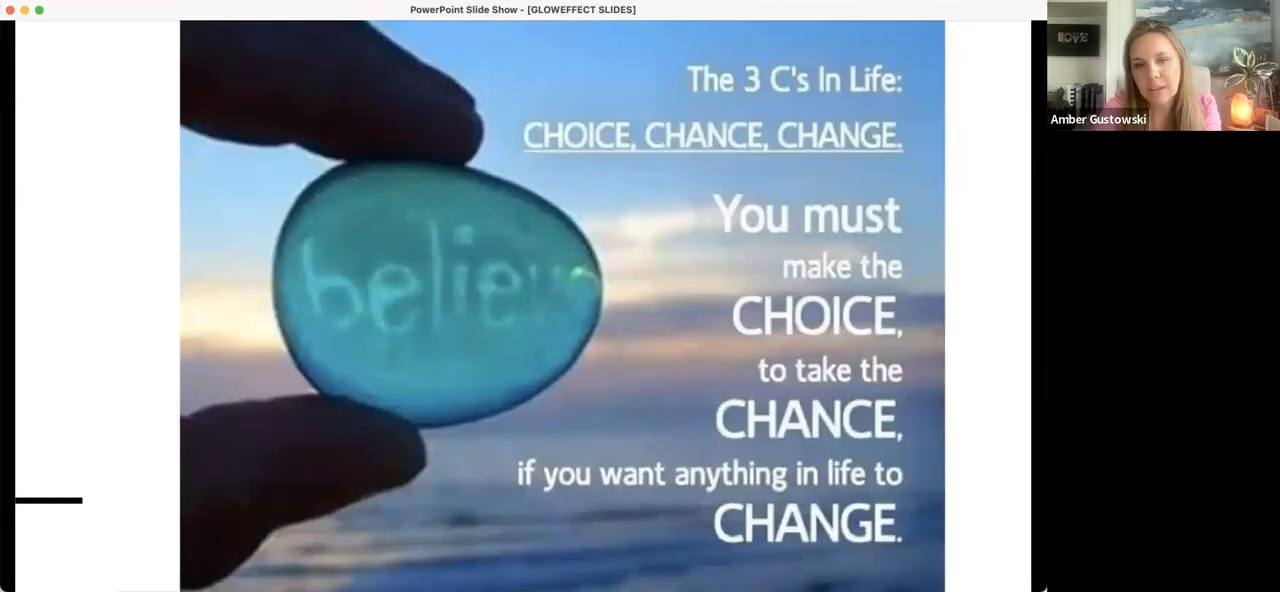 PowerPoint Slide Show - [GLOWEFFECT SLIDES]
The 3 C's In Life:
CHOICE, CHANCE, CHANGE.
You must
make the
CHOICE,
to take the
CHANCE,
if you want anything in life to
CHANGE.
believe
Amber Gustowski